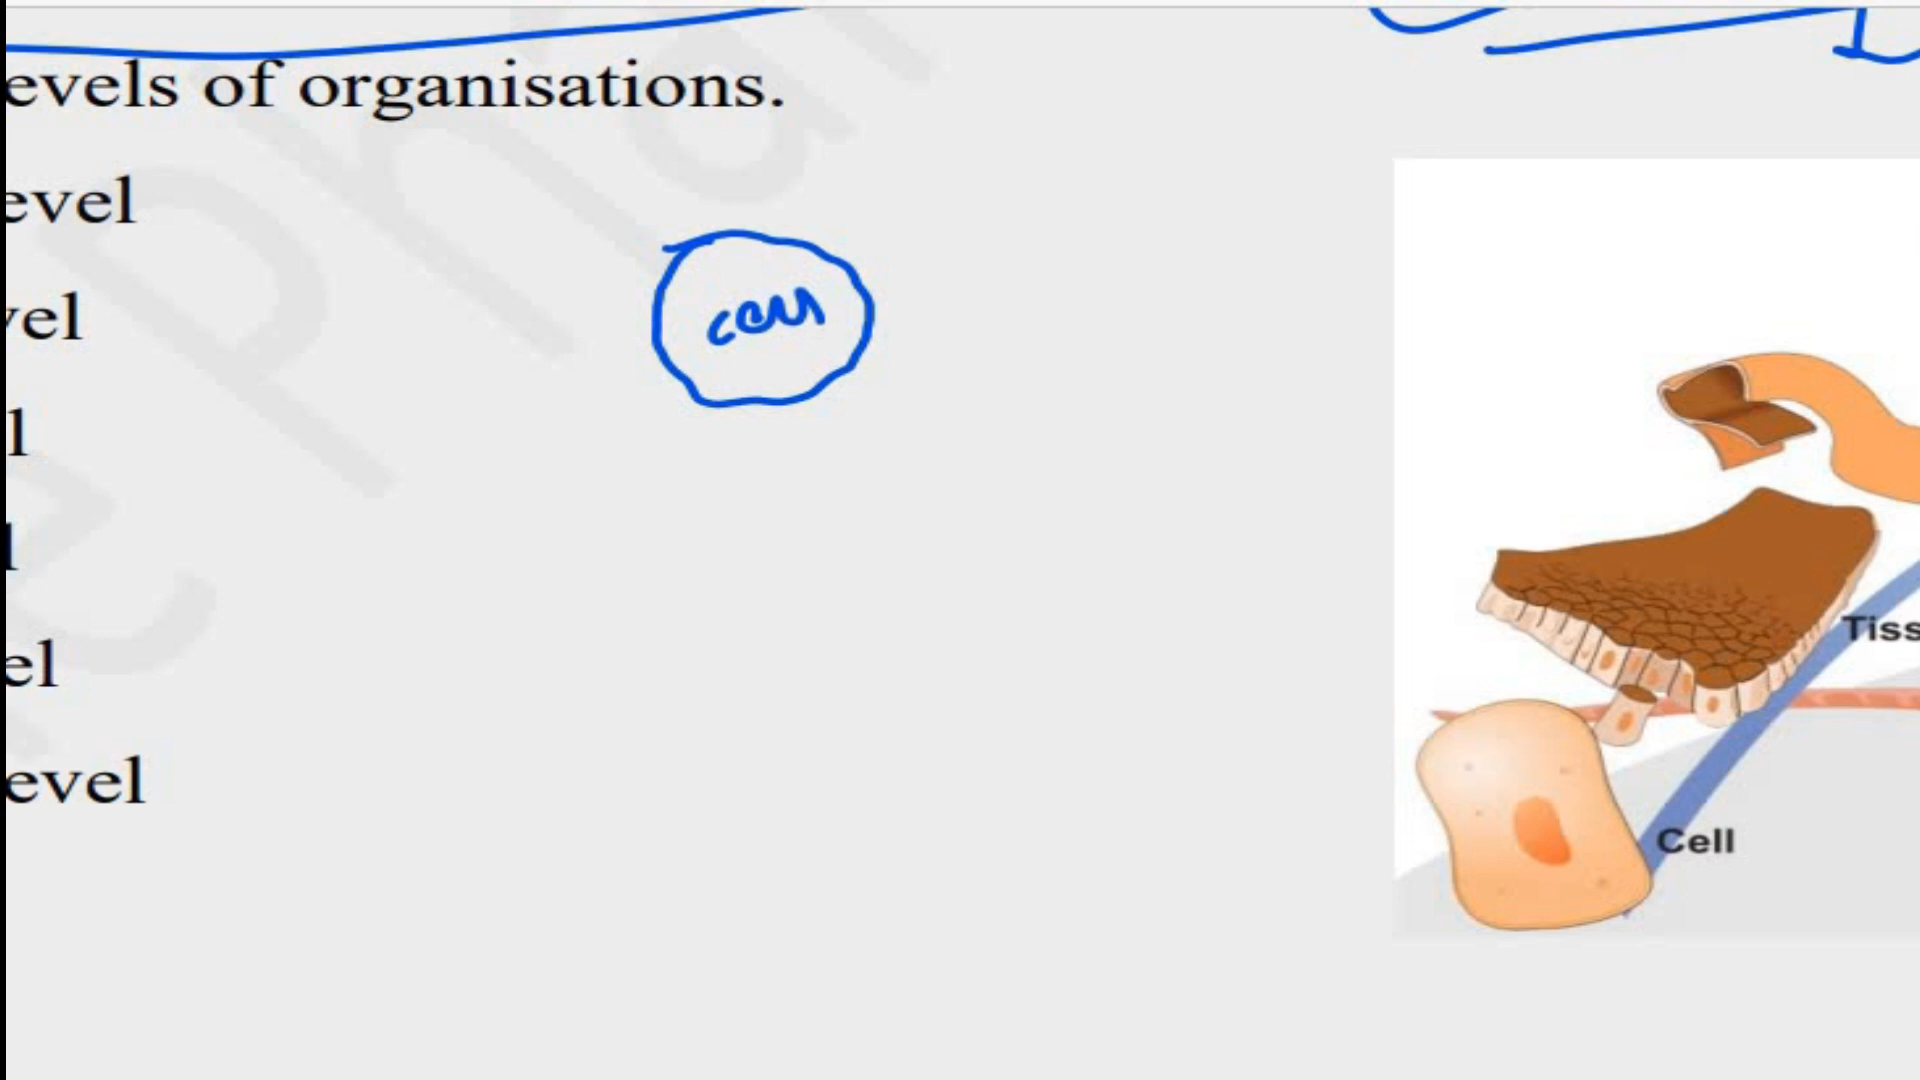 evels of organisations.
evel
vel
cell
l
l
el
evel
Tiss
Cell